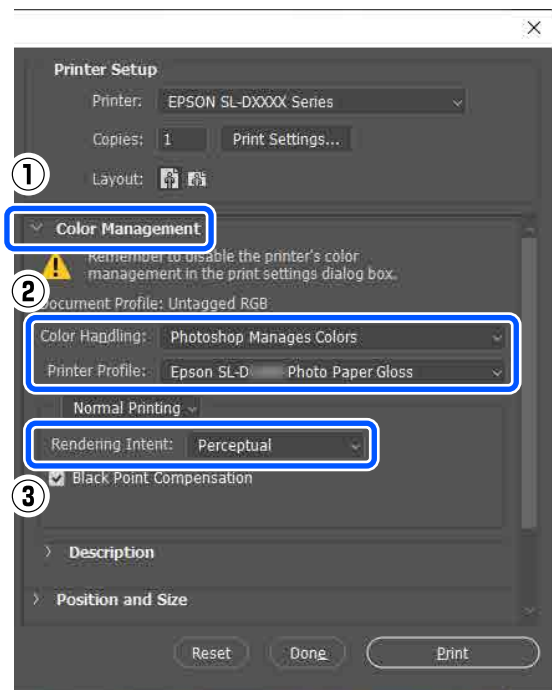 Printer Setup
Printer: EPSON SL-DXXXX Series
Copies: 1 Print Settings...
Layout:
①
Color Management
Remember to disable the printer's color
management in the print settings dialog box.
②
Document Profile: Untagged RGB
Color Handling: Photoshop Manages Colors
Printer Profile: Epson SL-D Photo Paper Gloss
Normal Printing
Rendering Intent: Perceptual
Black Point Compensation
③
Description
Position and Size
Reset Done Print